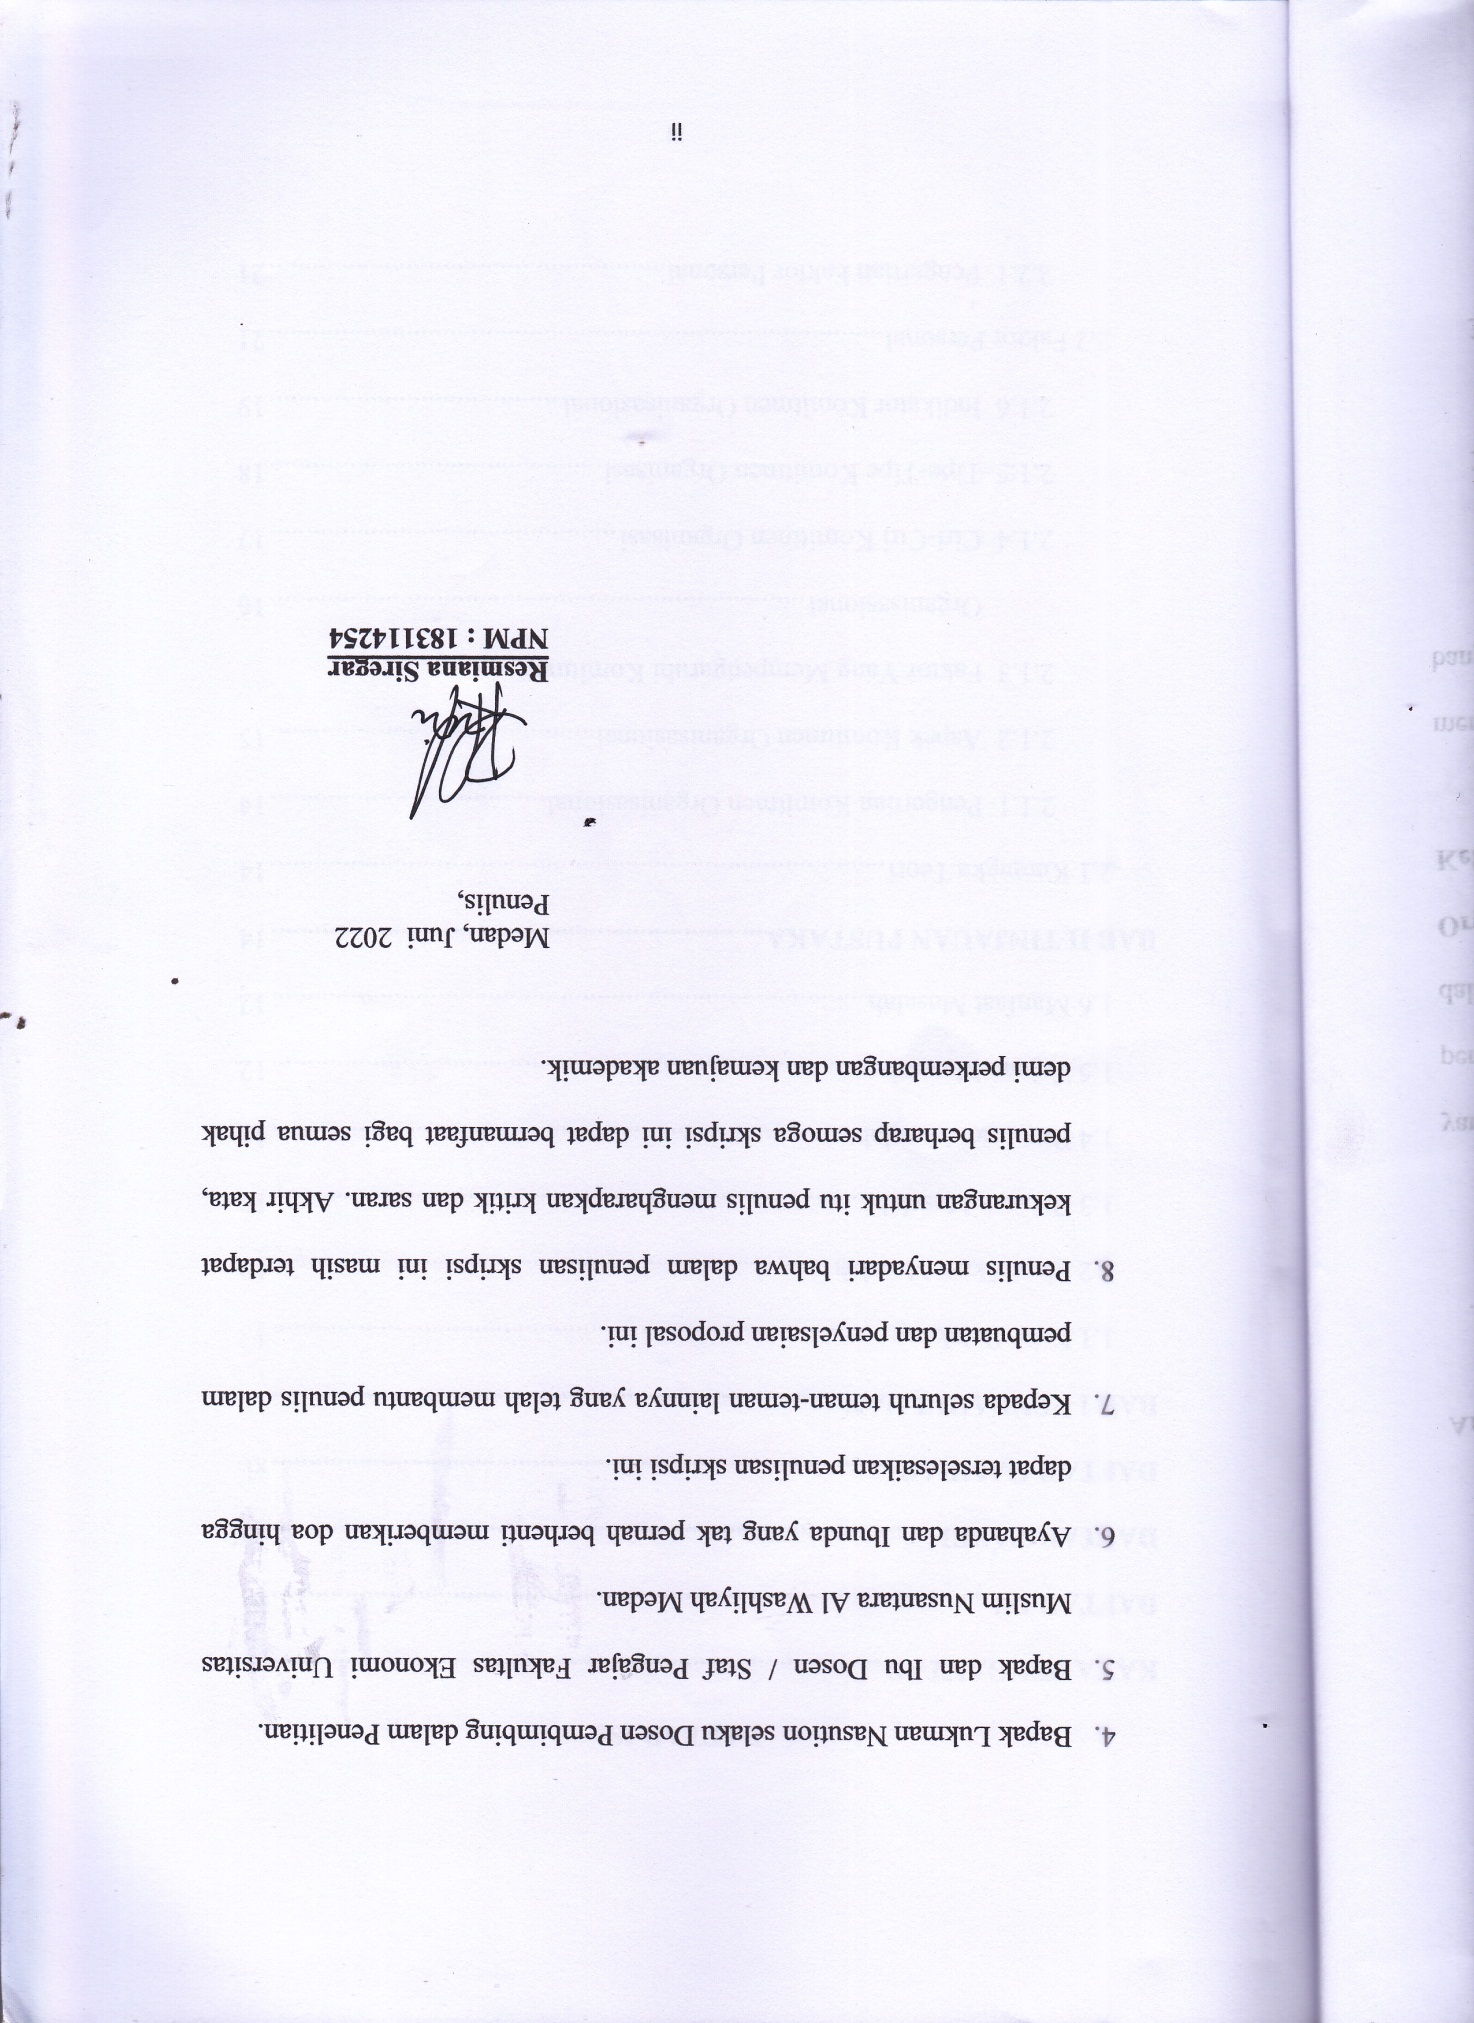 4. Bapak Lukman Nasution selaku Dosen Pembimbing dalam Penelitian.
5. Bapak dan Ibu Dosen / Staf Pengajar Fakultas Ekonomi Universitas
Muslim Nusantara Al Washliyah Medan.
6. Ayahanda dan Ibunda yang tak pernah berhenti memberikan doa hingga
dapat terselesaikan penulisan skripsi ini.
7. Kepada seluruh teman-teman lainnya yang telah membantu penulis dalam
pembuatan dan penyelsaian proposal ini.
8. Penulis menyadari bahwa dalam penulisan skripsi ini masih terdapat
kekurangan untuk itu penulis mengharapkan kritik dan saran. Akhir kata,
penulis berharap semoga skripsi ini dapat bermanfaat bagi semua pihak
demi perkembangan dan kemajuan akademik.
Medan, Juni 2022
Penulis,
Resmiana Siregar
NPM : 183114254
ii